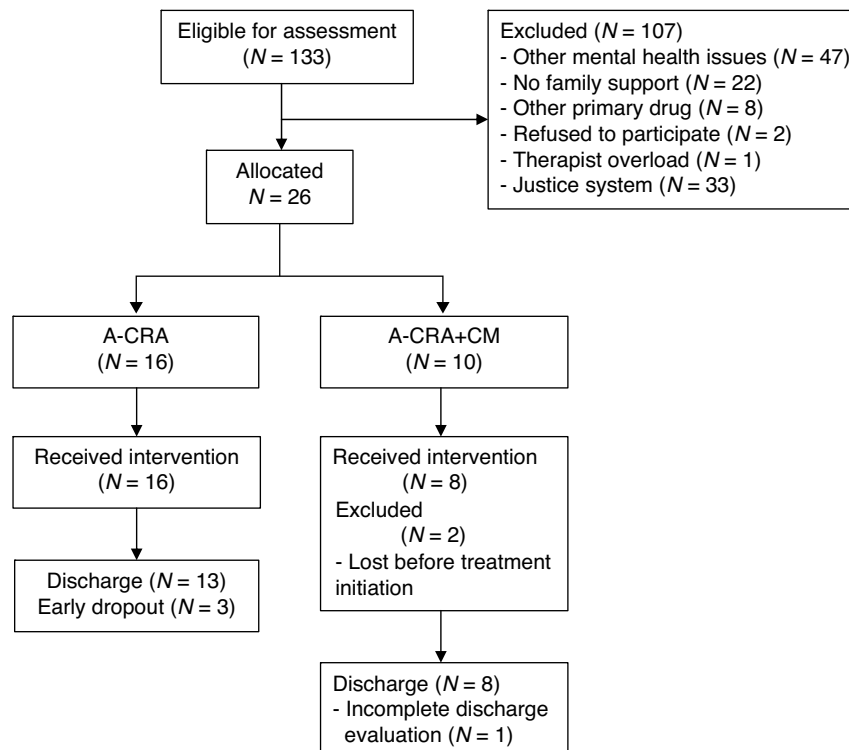 Eligible for assessment
(N = 133)
Excluded (N = 107)
- Other mental health issues (N = 47)
- No family support (N = 22)
- Other primary drug (N = 8)
- Refused to participate (N = 2)
- Therapist overload (N = 1)
- Justice system (N = 33)
Allocated
N = 26
A-CRA
(N = 16)
A-CRA+CM
(N = 10)
Received intervention
(N = 16)
Received intervention
(N = 8)
Excluded
(N = 2)
- Lost before treatment
initiation
Discharge (N = 13)
Early dropout (N = 3)
Discharge (N = 8)
- Incomplete discharge
evaluation (N = 1)